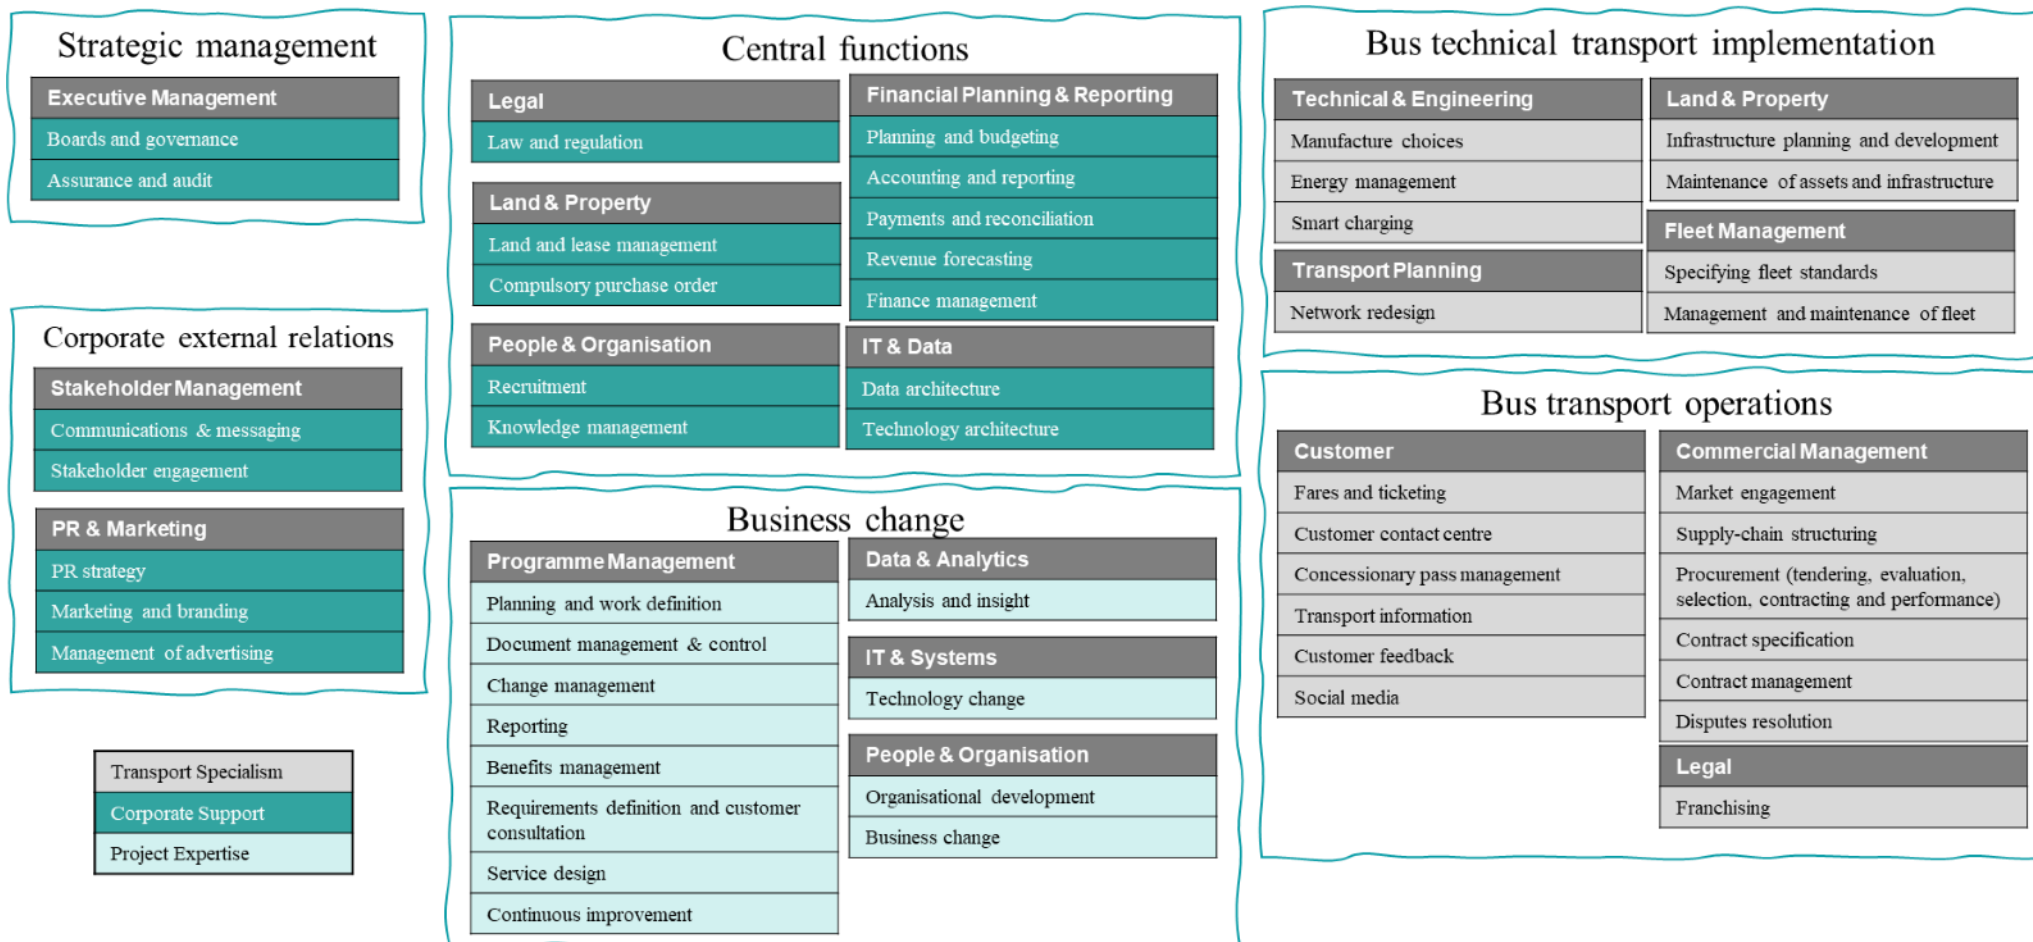 Strategic management
Executive Management
Boards and governance
Assurance and audit
Corporate external relations
Stakeholder Management
Communications & messaging
Stakeholder engagement
PR & Marketing
PR strategy
Marketing and branding
Management of advertising
Transport Specialism
Corporate Support
Project Expertise
Central functions
Legal
Law and regulation
Land & Property
Land and lease management
Compulsory purchase order
People & Organisation
Recruitment
Knowledge management
Financial Planning & Reporting
Planning and budgeting
Accounting and reporting
Payments and reconciliation
Revenue forecasting
Finance management
IT & Data
Data architecture
Technology architecture
Business change
Programme Management
Planning and work definition
Document management & control
Change management
Reporting
Benefits management
Requirements definition and customer
consultation
Service design
Continuous improvement
Data & Analytics
Analysis and insight
IT & Systems
Technology change
People & Organisation
Organisational development
Business change
Bus technical transport implementation
Technical & Engineering
Manufacture choices
Energy management
Smart charging
Transport Planning
Network redesign
Land & Property
Infrastructure planning and development
Maintenance of assets and infrastructure
Fleet Management
Specifying fleet standards
Management and maintenance of fleet
Bus transport operations
Customer
Fares and ticketing
Customer contact centre
Concessionary pass management
Transport information
Customer feedback
Social media
Commercial Management
Market engagement
Supply-chain structuring
Procurement (tendering, evaluation,
selection, contracting and performance)
Contract specification
Contract management
Disputes resolution
Legal
Franchising